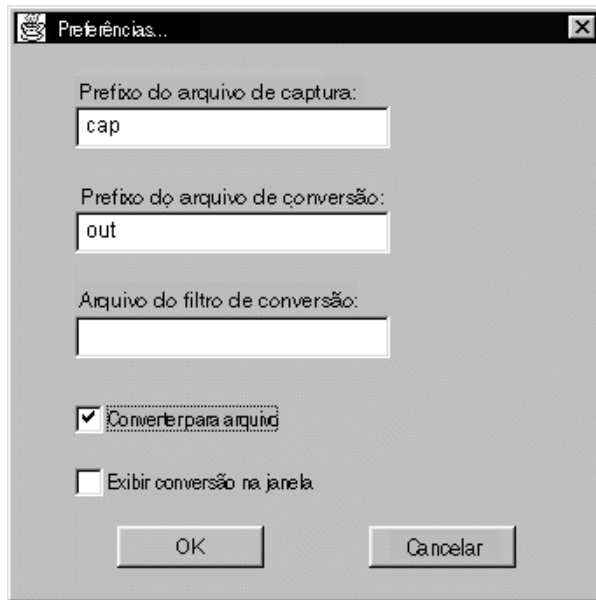 Preferências...
Prefixo do arquivo de captura:
cap
Prefixo do arquivo de conversão:
out
Arquivo do filtro de conversão:
Converter para arquivo
Exibir conversão na janela
OK Cancelar